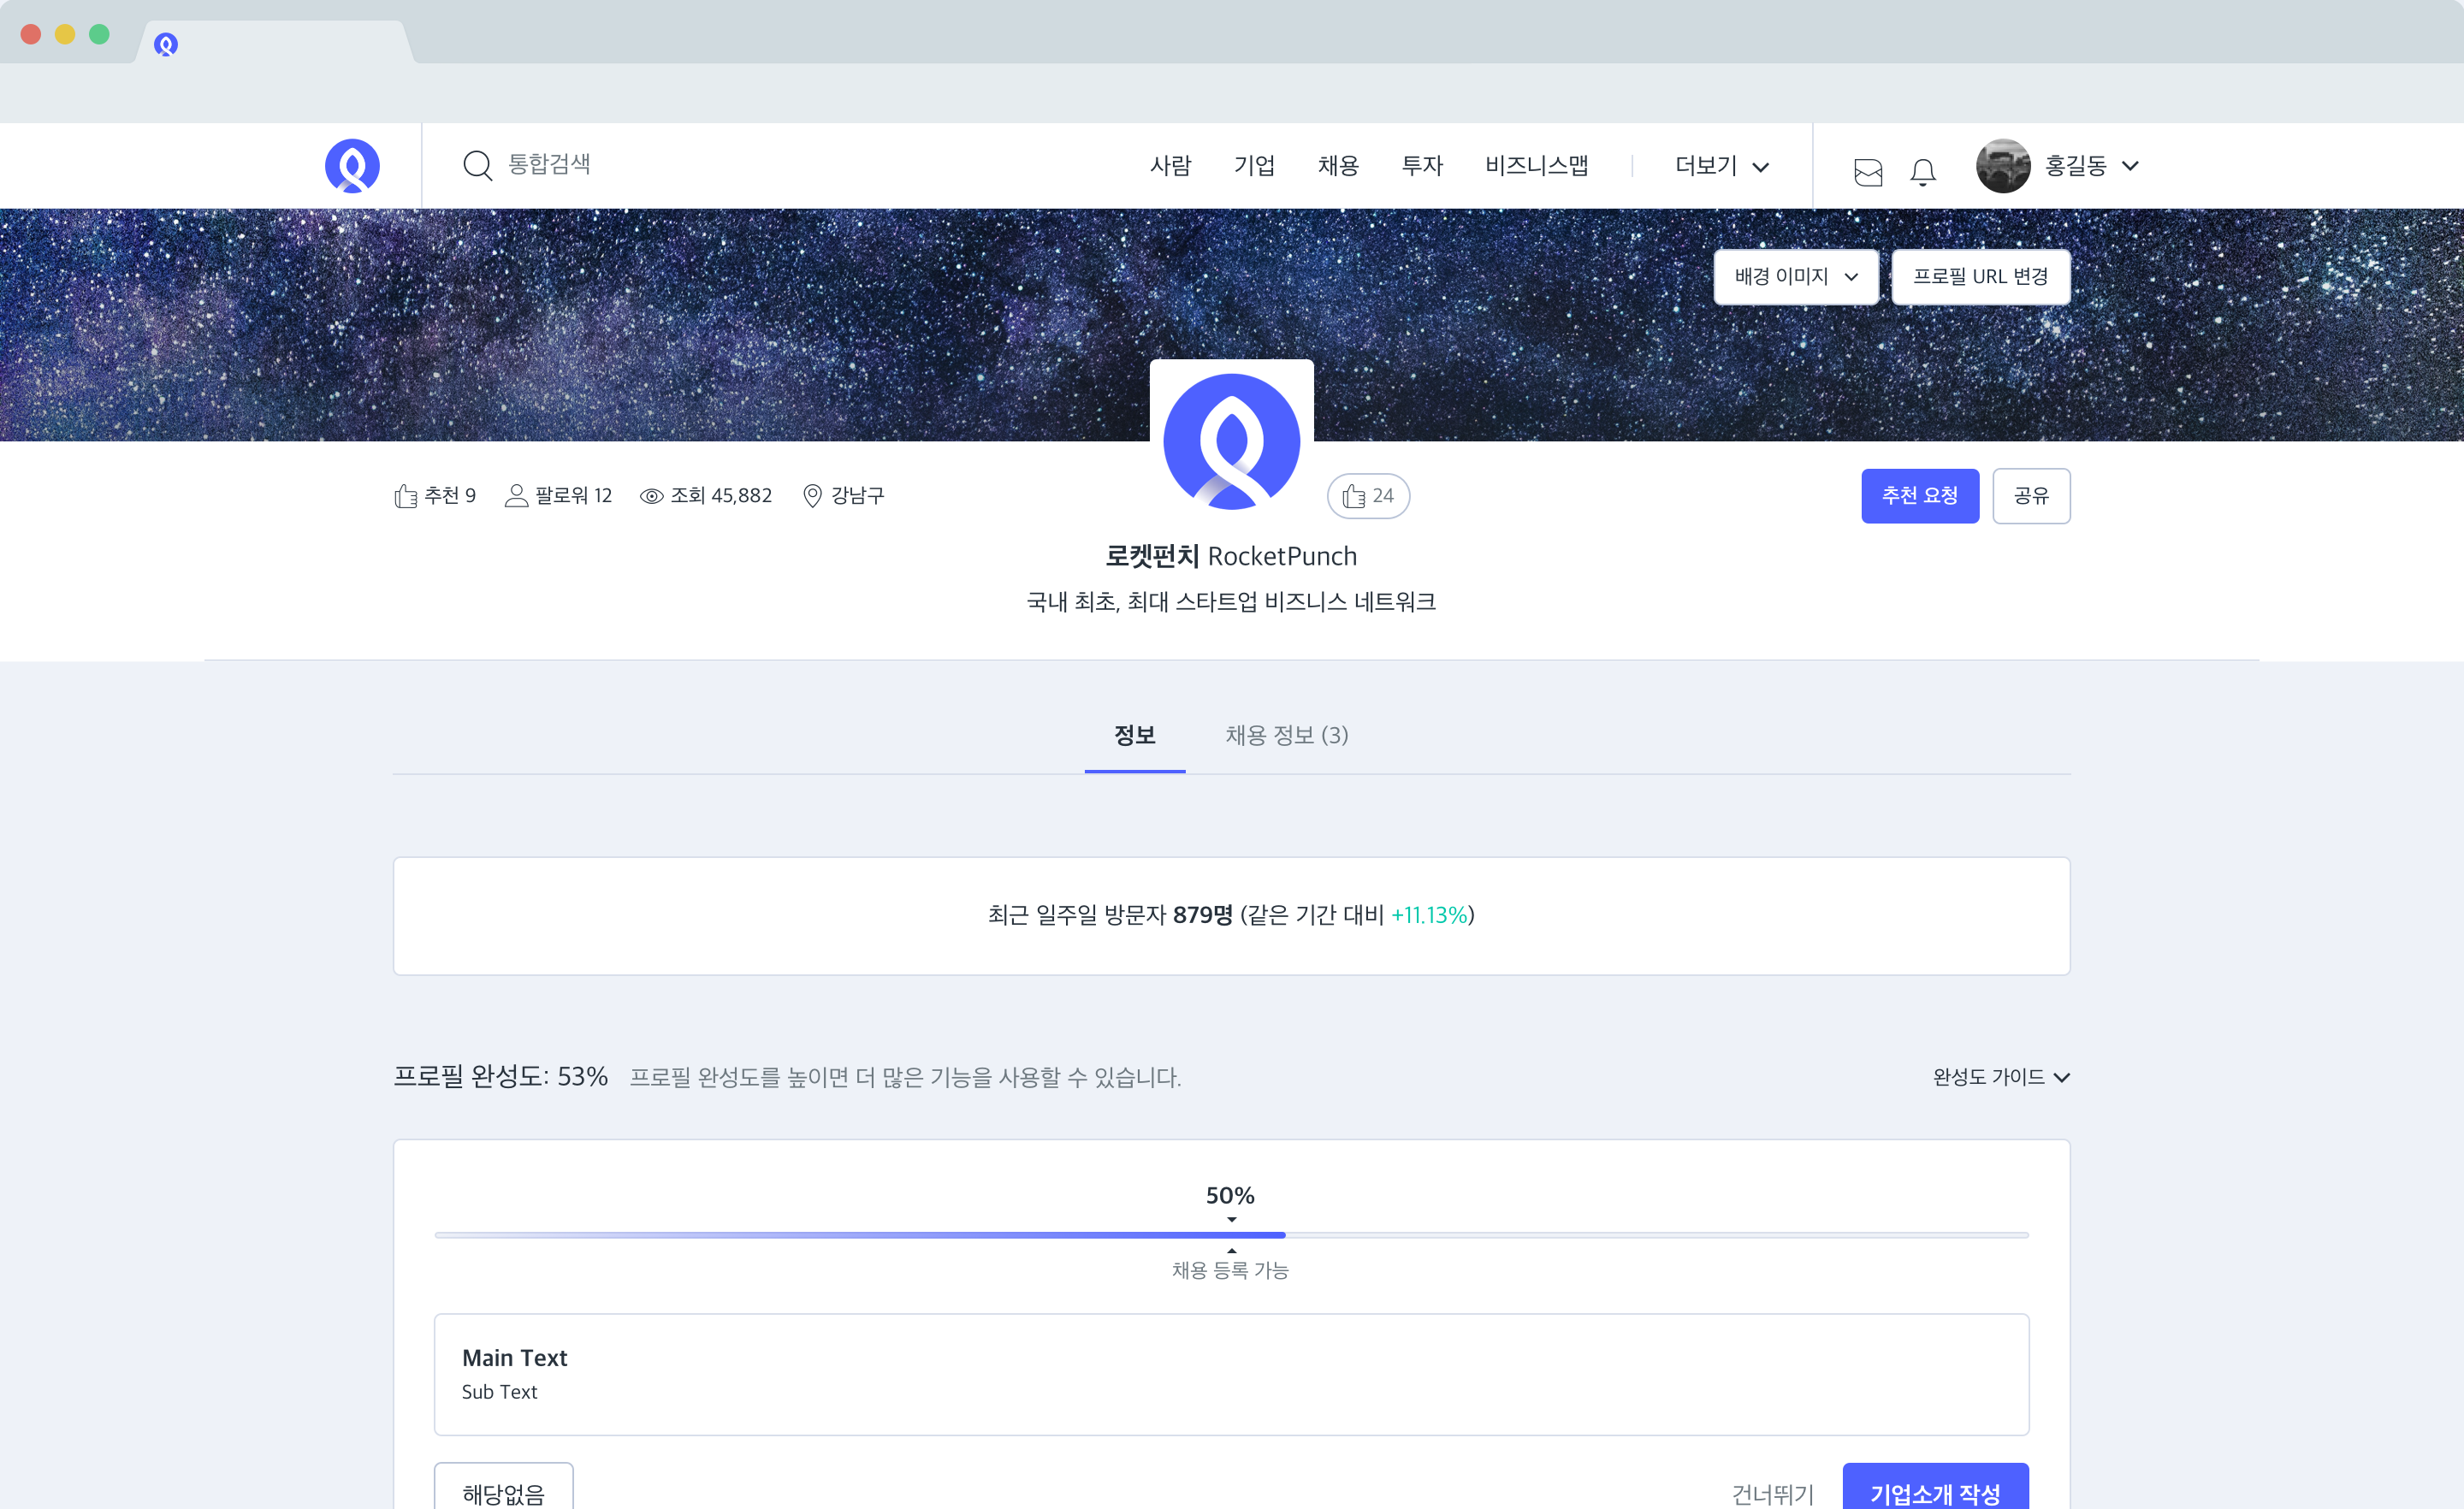 통합검색
사람 기업 채용 투자 비즈니스맵 더보기 홍길동
배경 이미지 프로필 URL 변경
추천 9 팔로워 12 조회 45,882 강남구 24 추천 요청 공유
로켓펀치 RocketPunch
국내 최초, 최대 스타트업 비즈니스 네트워크
정보 채용 정보 (3)
최근 일주일 방문자 879명 (같은 기간 대비 +11.13%)
프로필 완성도: 53% 프로필 완성도를 높이면 더 많은 기능을 사용할 수 있습니다. 완성도 가이드
50%
채용 등록 가능
Main Text
Sub Text
해당없음 건너뛰기 기업소개 작성